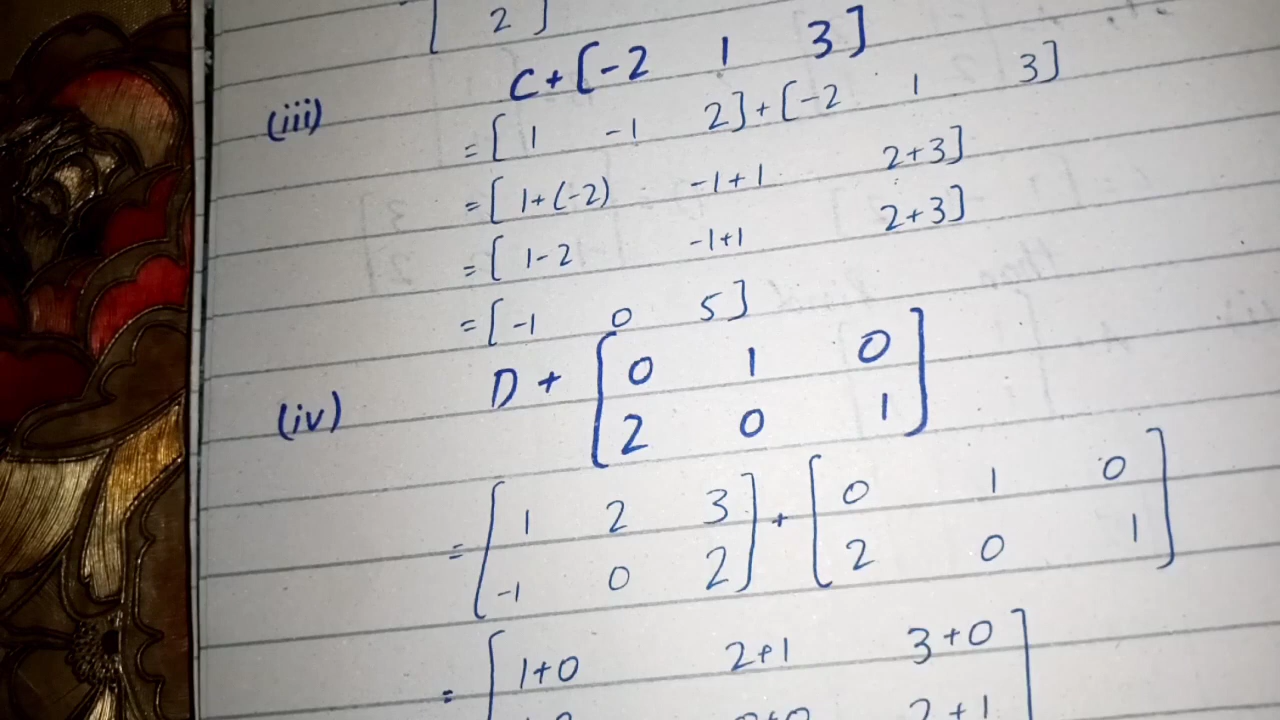 2 ]
(iii) C + [ -2 1 3 ]
= [ 1 -1 2 ] + [ -2 1 3 ]
= [ 1+(-2) -1+1 2+3 ]
= [ 1-2 -1+1 2+3 ]
= [ -1 0 5 ]
(iv) D + [ 0 1 0
2 0 1 ]
= [ 1 2 3 ] + [ 0 1 0 ]
-1 0 2 2 0 1
= [ 1+0 2+1 3+0 ]
2+1